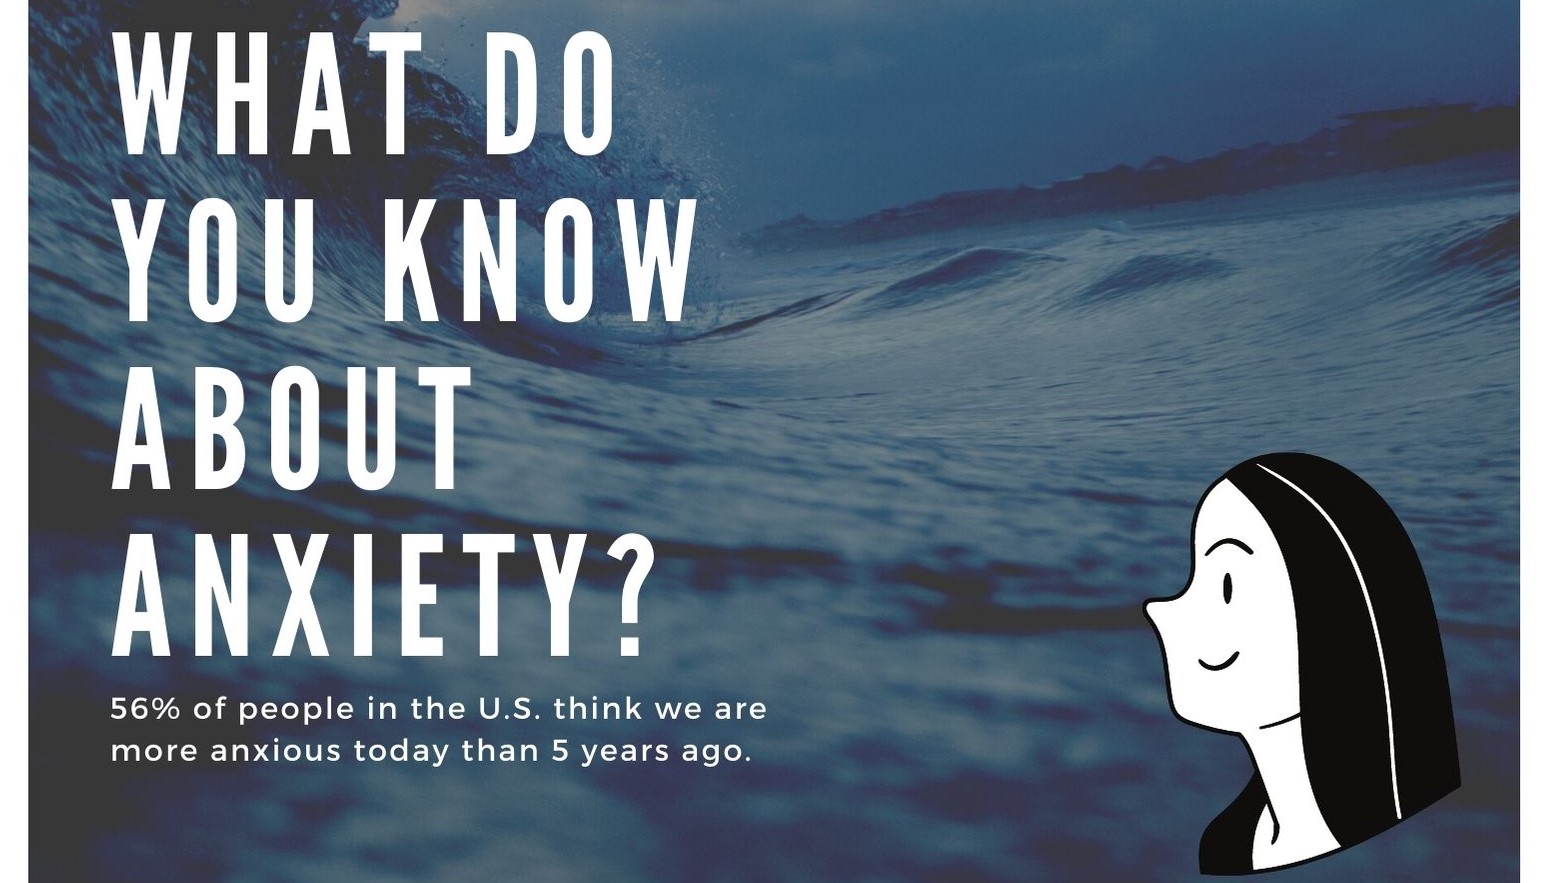 WHAT DO
YOU KNOW
ABOUT
ANXIETY?
56% of people in the U.S. think we are
more anxious today than 5 years ago.